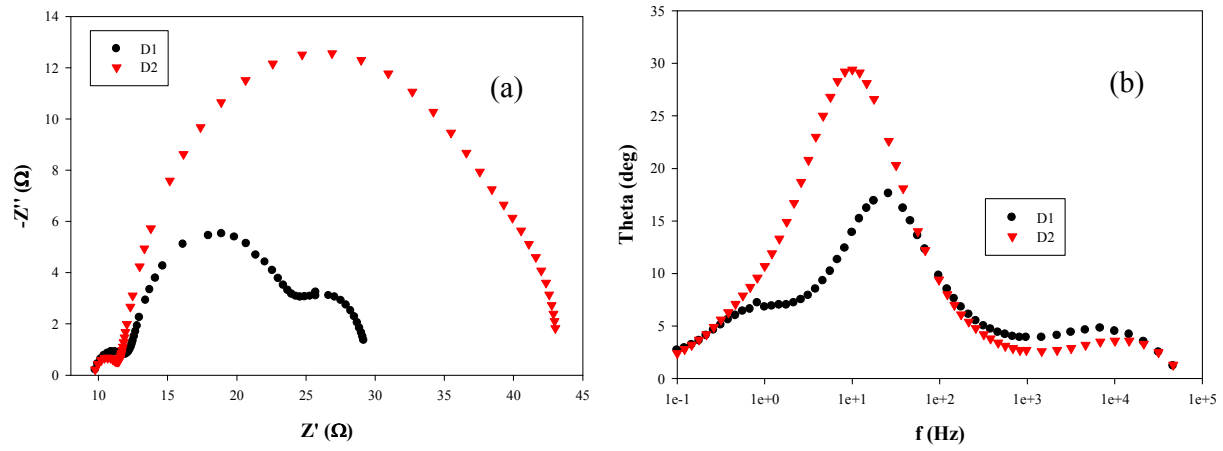 14
12
10
8
6
4
2
0
D1
D2
(a)
10
15
20
25
30
35
40
45
-Z'' (Ω)
Z' (Ω)
35
30
25
20
15
10
5
0
(b)
D1
D2
1e-1
1e+0
1e+1
1e+2
1e+3
1e+4
1e+5
Theta (deg)
f (Hz)